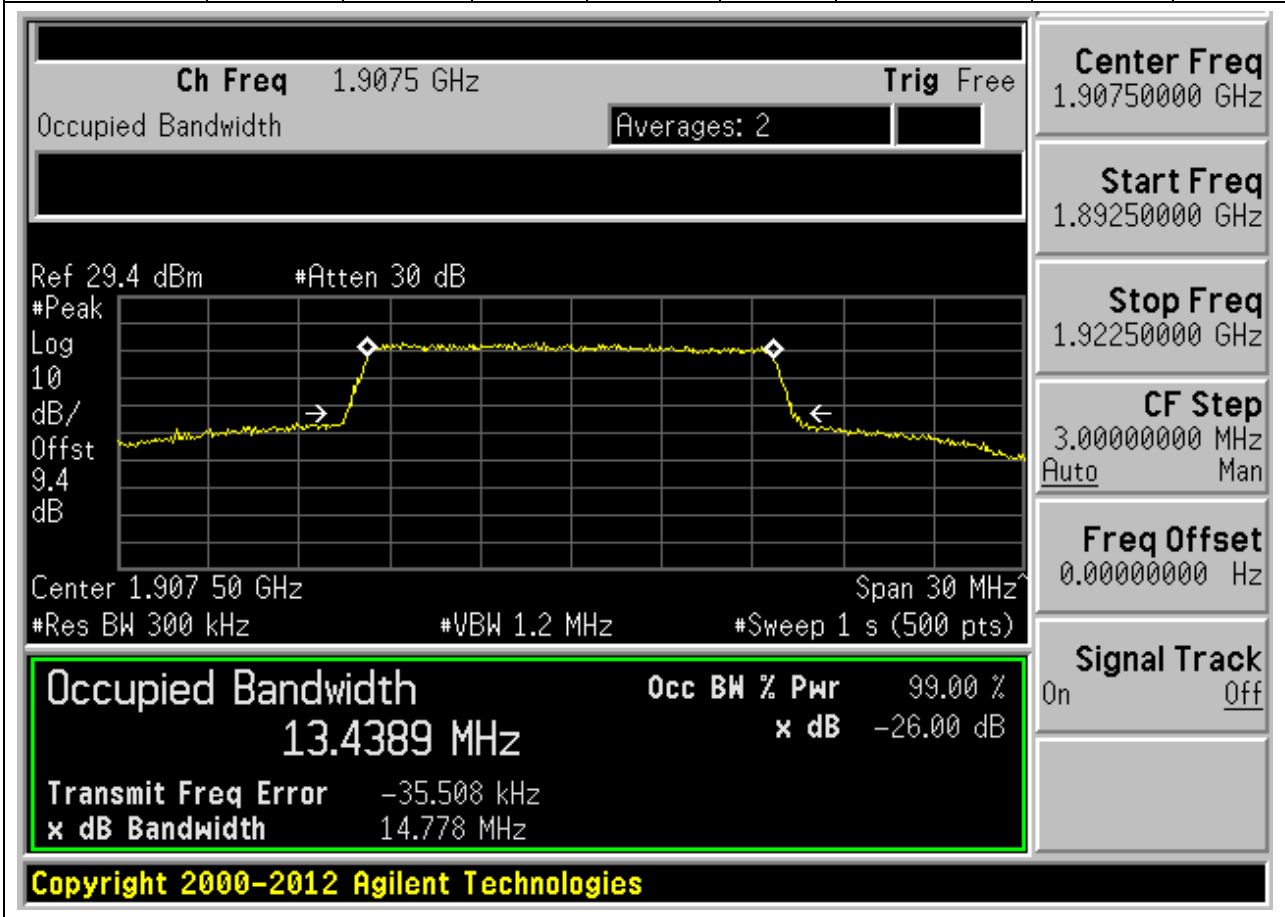 Ch Freq 1.9075 GHz Trig Free
Occupied Bandwidth Averages: 2
Ref 29.4 dBm #Atten 30 dB
#Peak
Log
10
dB/
Offst
9.4
dB
Center 1.907 50 GHz Span 30 MHz^
#Res BW 300 kHz #VBW 1.2 MHz #Sweep 1 s (500 pts)
Occupied Bandwidth Occ BW % Pwr 99.00 %
13.4389 MHz x dB -26.00 dB
Transmit Freq Error -35.508 kHz
x dB Bandwidth 14.778 MHz
Copyright 2000-2012 Agilent Technologies
Center Freq
1.90750000 GHz
Start Freq
1.89250000 GHz
Stop Freq
1.92250000 GHz
CF Step
3.00000000 MHz
Auto Man
Freq Offset
0.00000000 Hz
Signal Track
On Off